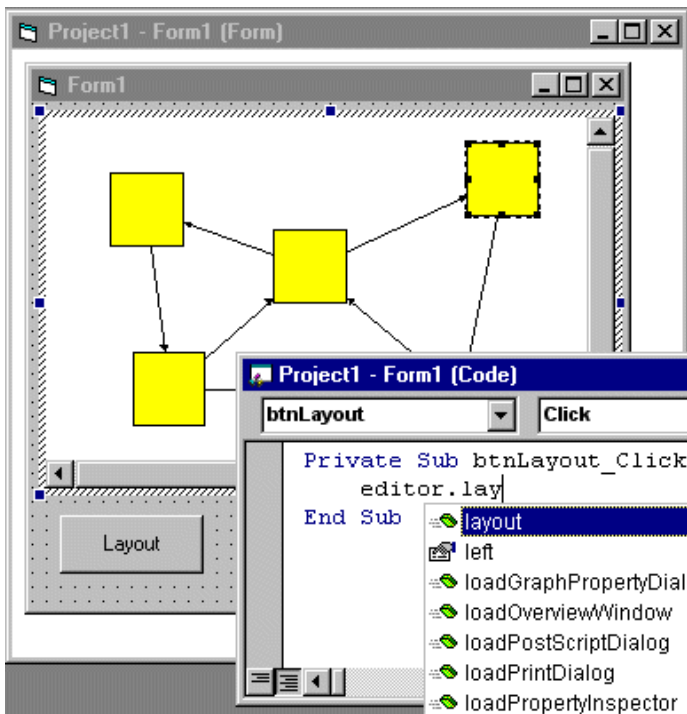 Project1 - Form1 (Form)
Form1
Layout
Project1 - Form1 (Code)
btnLayout Click
Private Sub btnLayout_Click
editor.lay
End Sub
layout
left
loadGraphPropertyDial
loadOverviewWindow
loadPostScriptDialog
loadPrintDialog
loadPropertyInspector